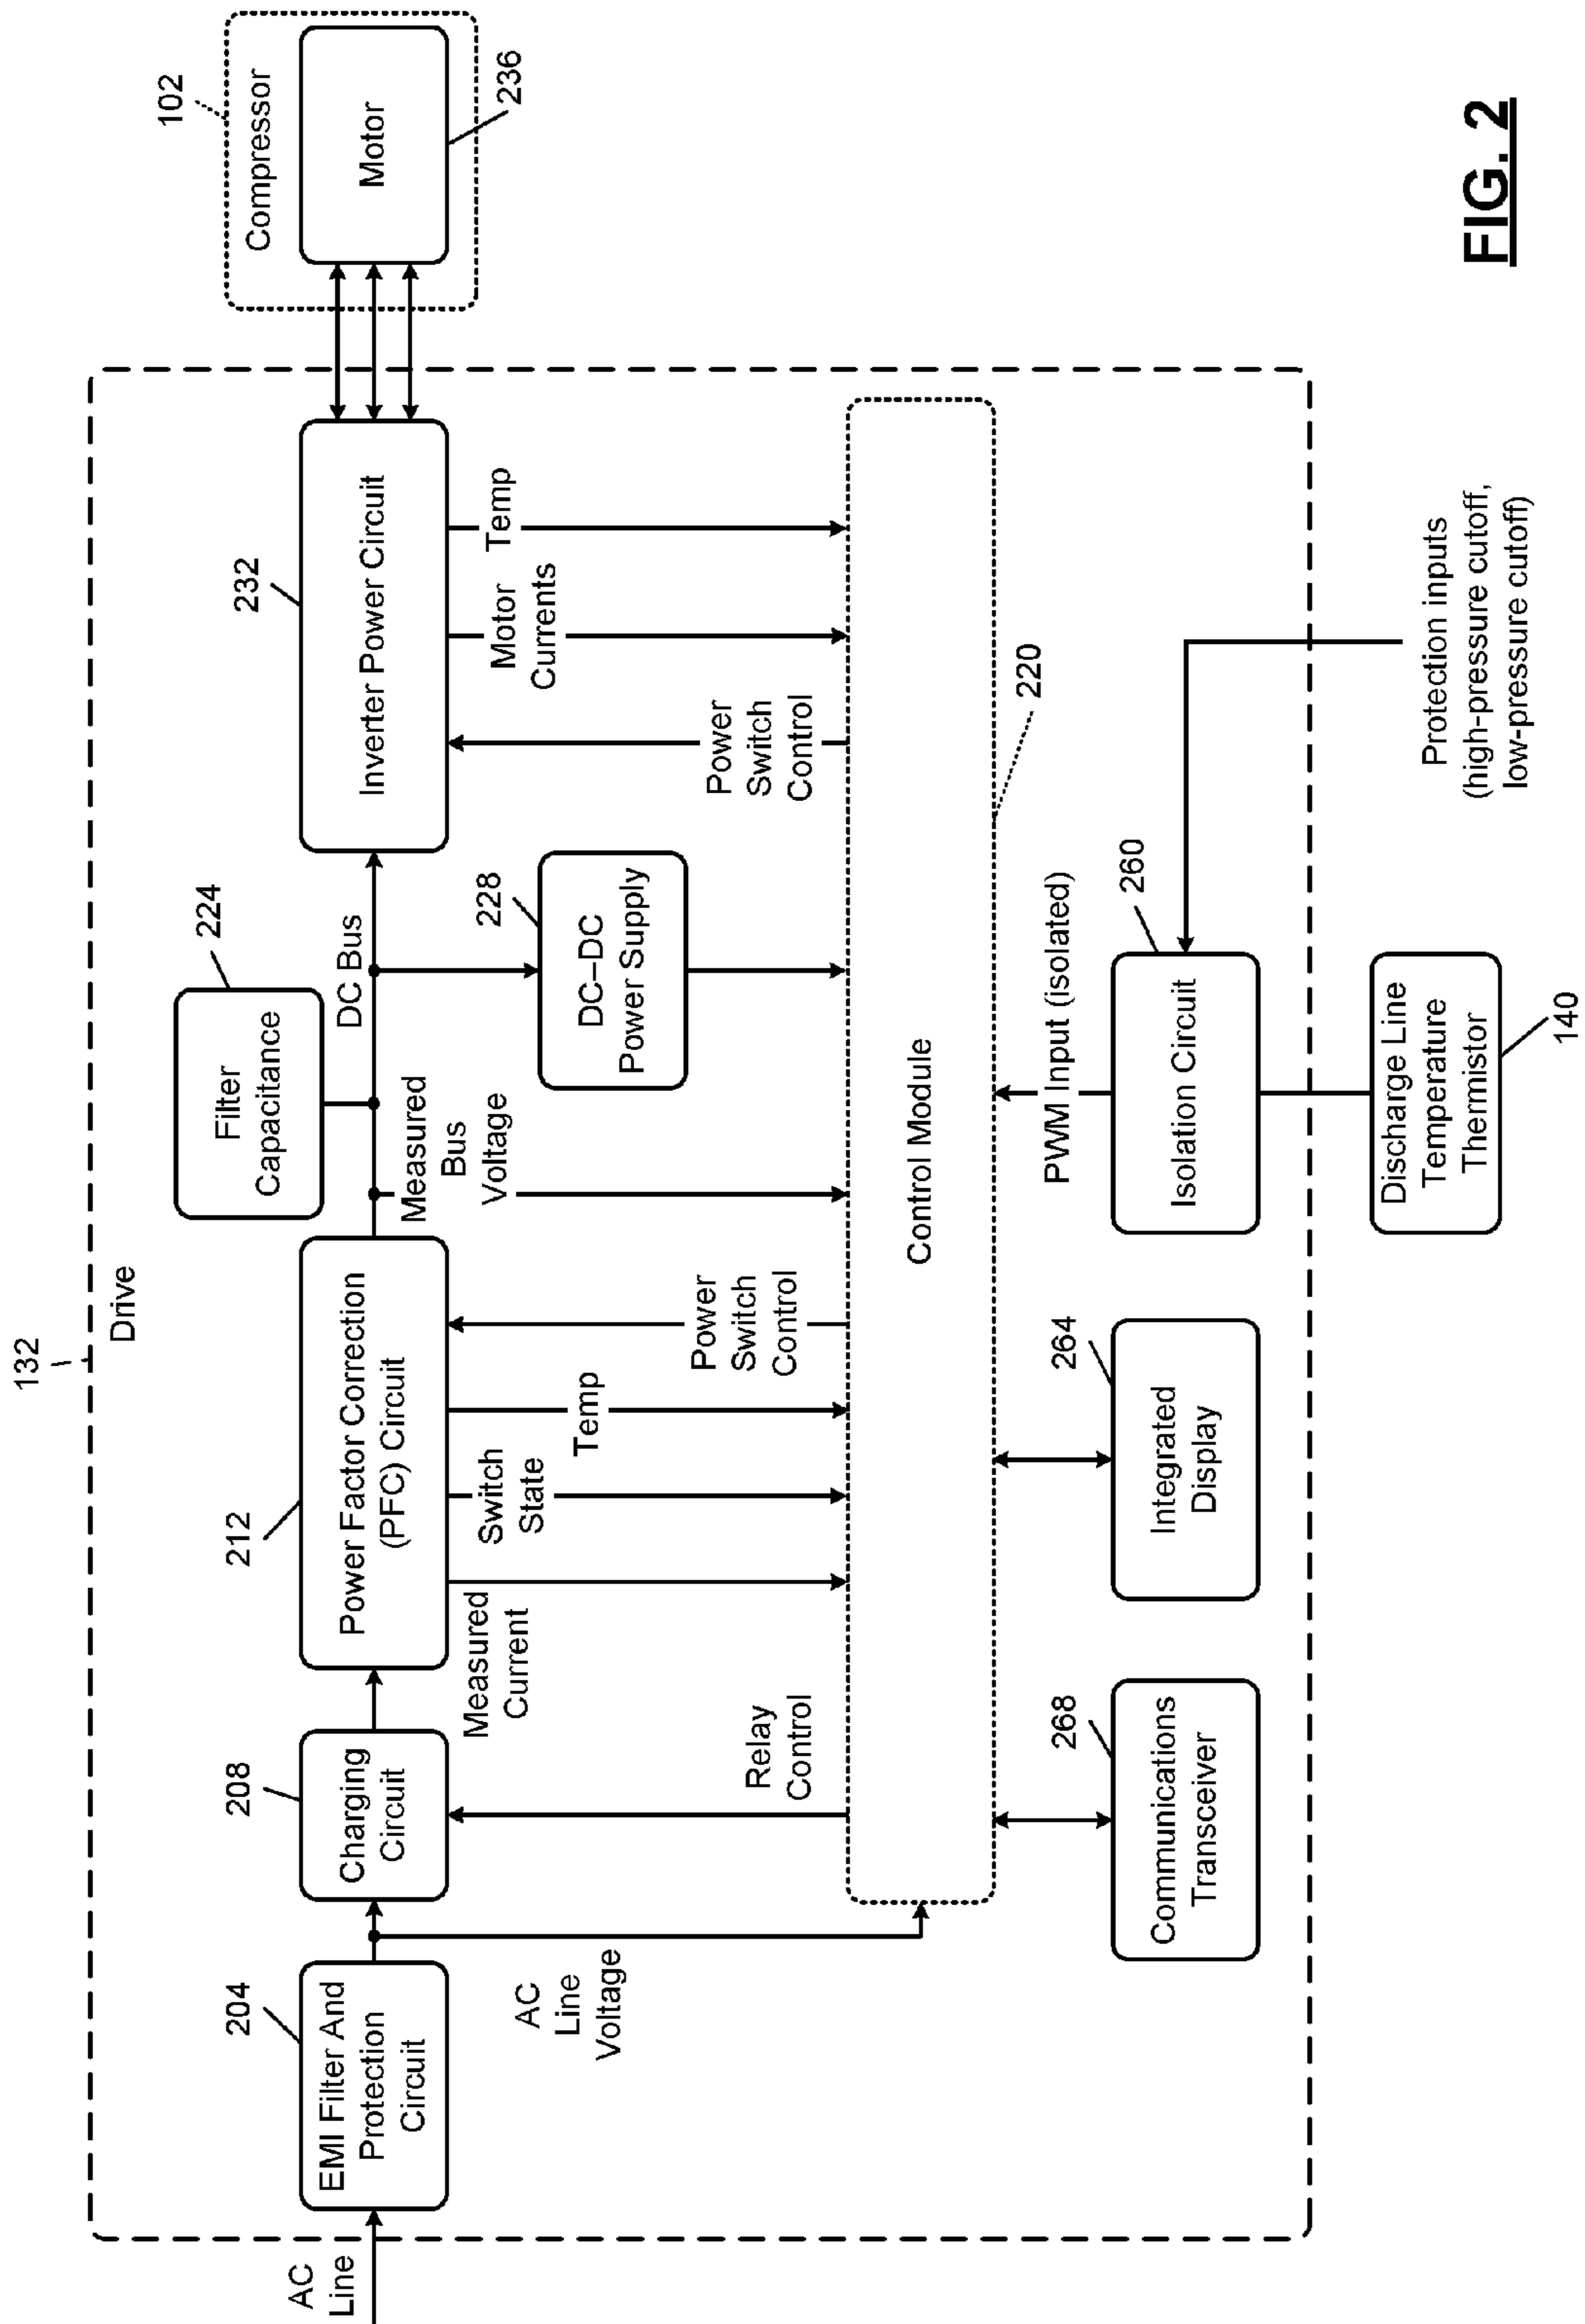 132
Drive
102
Compressor
Motor
236
AC
Line
204
EMI Filter And
Protection
Circuit
208
Charging
Circuit
212
Power Factor Correction
(PFC) Circuit
224
Filter
Capacitance
DC Bus
232
Inverter Power Circuit
AC
Line
Voltage
Relay
Control
Measured
Current
Switch
State
Temp
Power
Switch
Control
Measured
Bus
Voltage
228
DC–DC
Power Supply
Power
Switch
Control
Motor
Currents
Temp
Control Module
220
268
Communications
Transceiver
264
Integrated
Display
PWM Input (isolated)
260
Isolation Circuit
Discharge Line
Temperature
Thermistor
140
Protection inputs
(high-pressure cutoff,
low-pressure cutoff)
FIG. 2